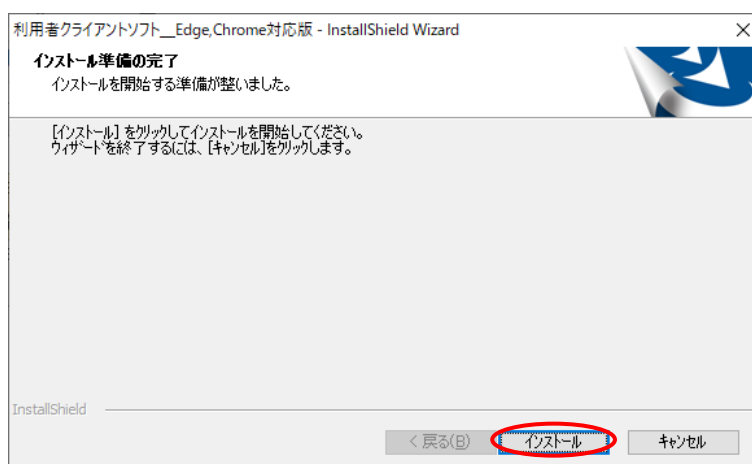 利用者クライアントソフト__Edge,Chrome対応版 - InstallShield Wizard
インストール準備の完了
インストールを開始する準備が整いました。
[インストール] をクリックしてインストールを開始してください。
ウィザードを終了するには、[キャンセル]をクリックします。
InstallShield
< 戻る(B) インストール キャンセル